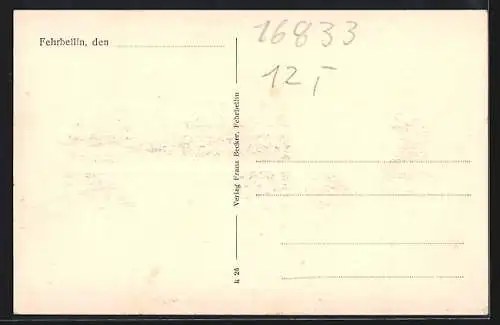 Fehrbellin, den
16833
12,-
Verlag Franz Becker, Fehrbellin
k 26